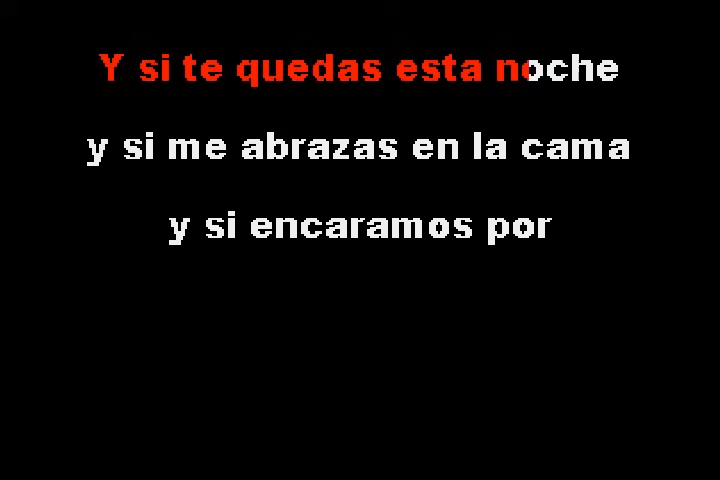 Y si te quedas esta noche
y si me abrazas en la cama
y si encaramos por